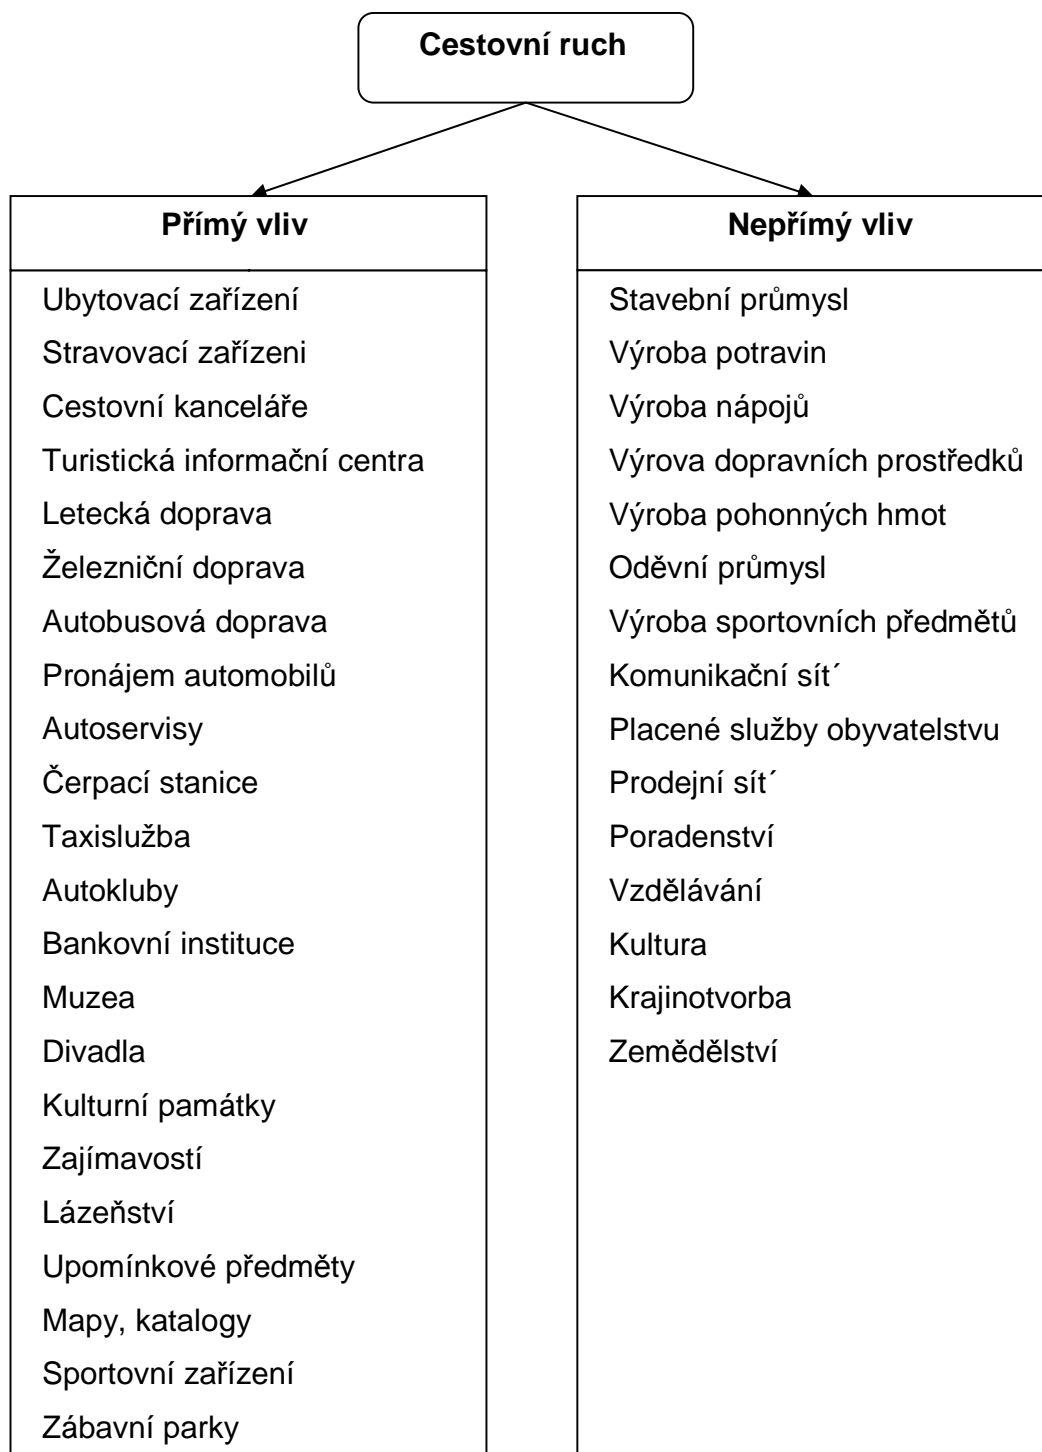 Cestovní ruch
Přímý vliv
Ubytovací zařízení
Stravovací zařízeni
Cestovní kanceláře
Turistická informační centra
Letecká doprava
Železniční doprava
Autobusová doprava
Pronájem automobilů
Autoservisy
Čerpací stanice
Taxislužba
Autokluby
Bankovní instituce
Muzea
Divadla
Kulturní památky
Zajímavostí
Lázeňství
Upomínkové předměty
Mapy, katalogy
Sportovní zařízení
Zábavní parky
Nepřímý vliv
Stavební průmysl
Výroba potravin
Výroba nápojů
Výrova dopravních prostředků
Výroba pohonných hmot
Oděvní průmysl
Výroba sportovních předmětů
Komunikační sít´
Placené služby obyvatelstvu
Prodejní sít´
Poradenství
Vzdělávání
Kultura
Krajinotvorba
Zemědělství